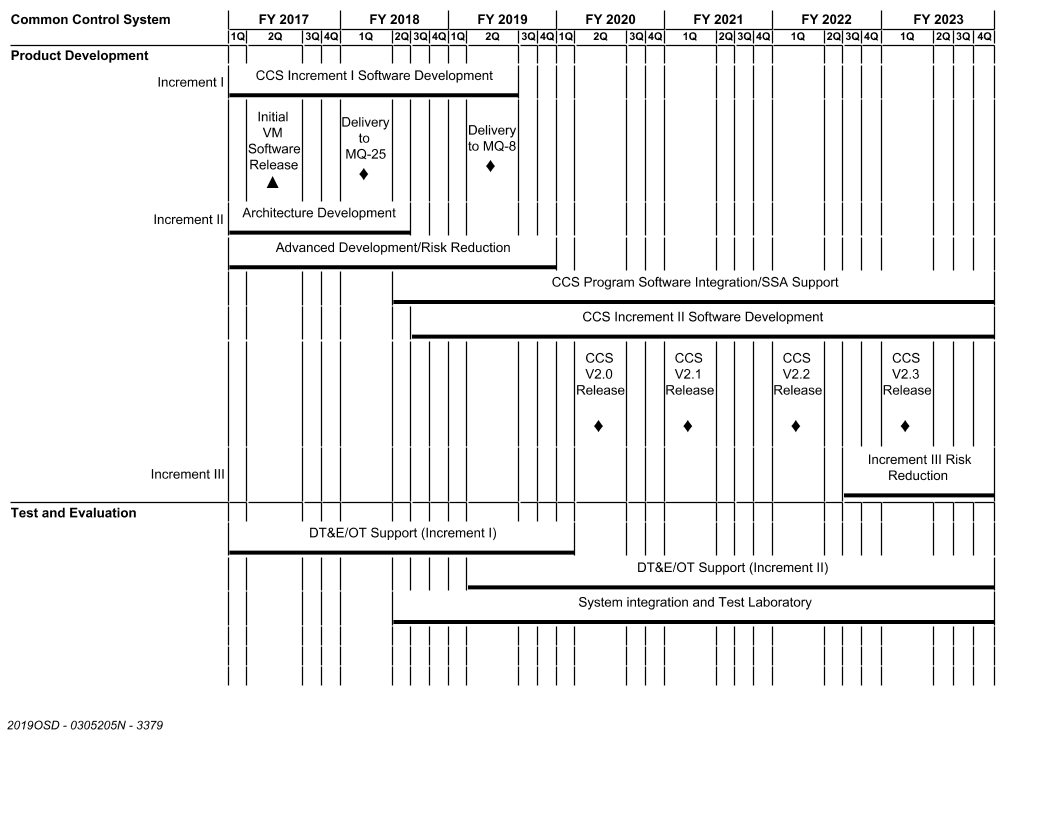 Common Control System FY 2017 FY 2018 FY 2019 FY 2020 FY 2021 FY 2022 FY 2023
1Q 2Q 3Q 4Q 1Q 2Q 3Q 4Q 1Q 2Q 3Q 4Q 1Q 2Q 3Q 4Q 1Q 2Q 3Q 4Q 1Q 2Q 3Q 4Q 1Q 2Q 3Q 4Q
Product Development
Increment I
CCS Increment I Software Development
Initial
VM
Software
Release
Delivery
to
MQ-25
Delivery
to MQ-8
Increment II
Architecture Development
Advanced Development/Risk Reduction
CCS Program Software Integration/SSA Support
CCS Increment II Software Development
CCS
V2.0
Release
CCS
V2.1
Release
CCS
V2.2
Release
CCS
V2.3
Release
Increment III
Increment III Risk
Reduction
Test and Evaluation
DT&E/OT Support (Increment I)
DT&E/OT Support (Increment II)
System integration and Test Laboratory
2019OSD - 0305205N - 3379